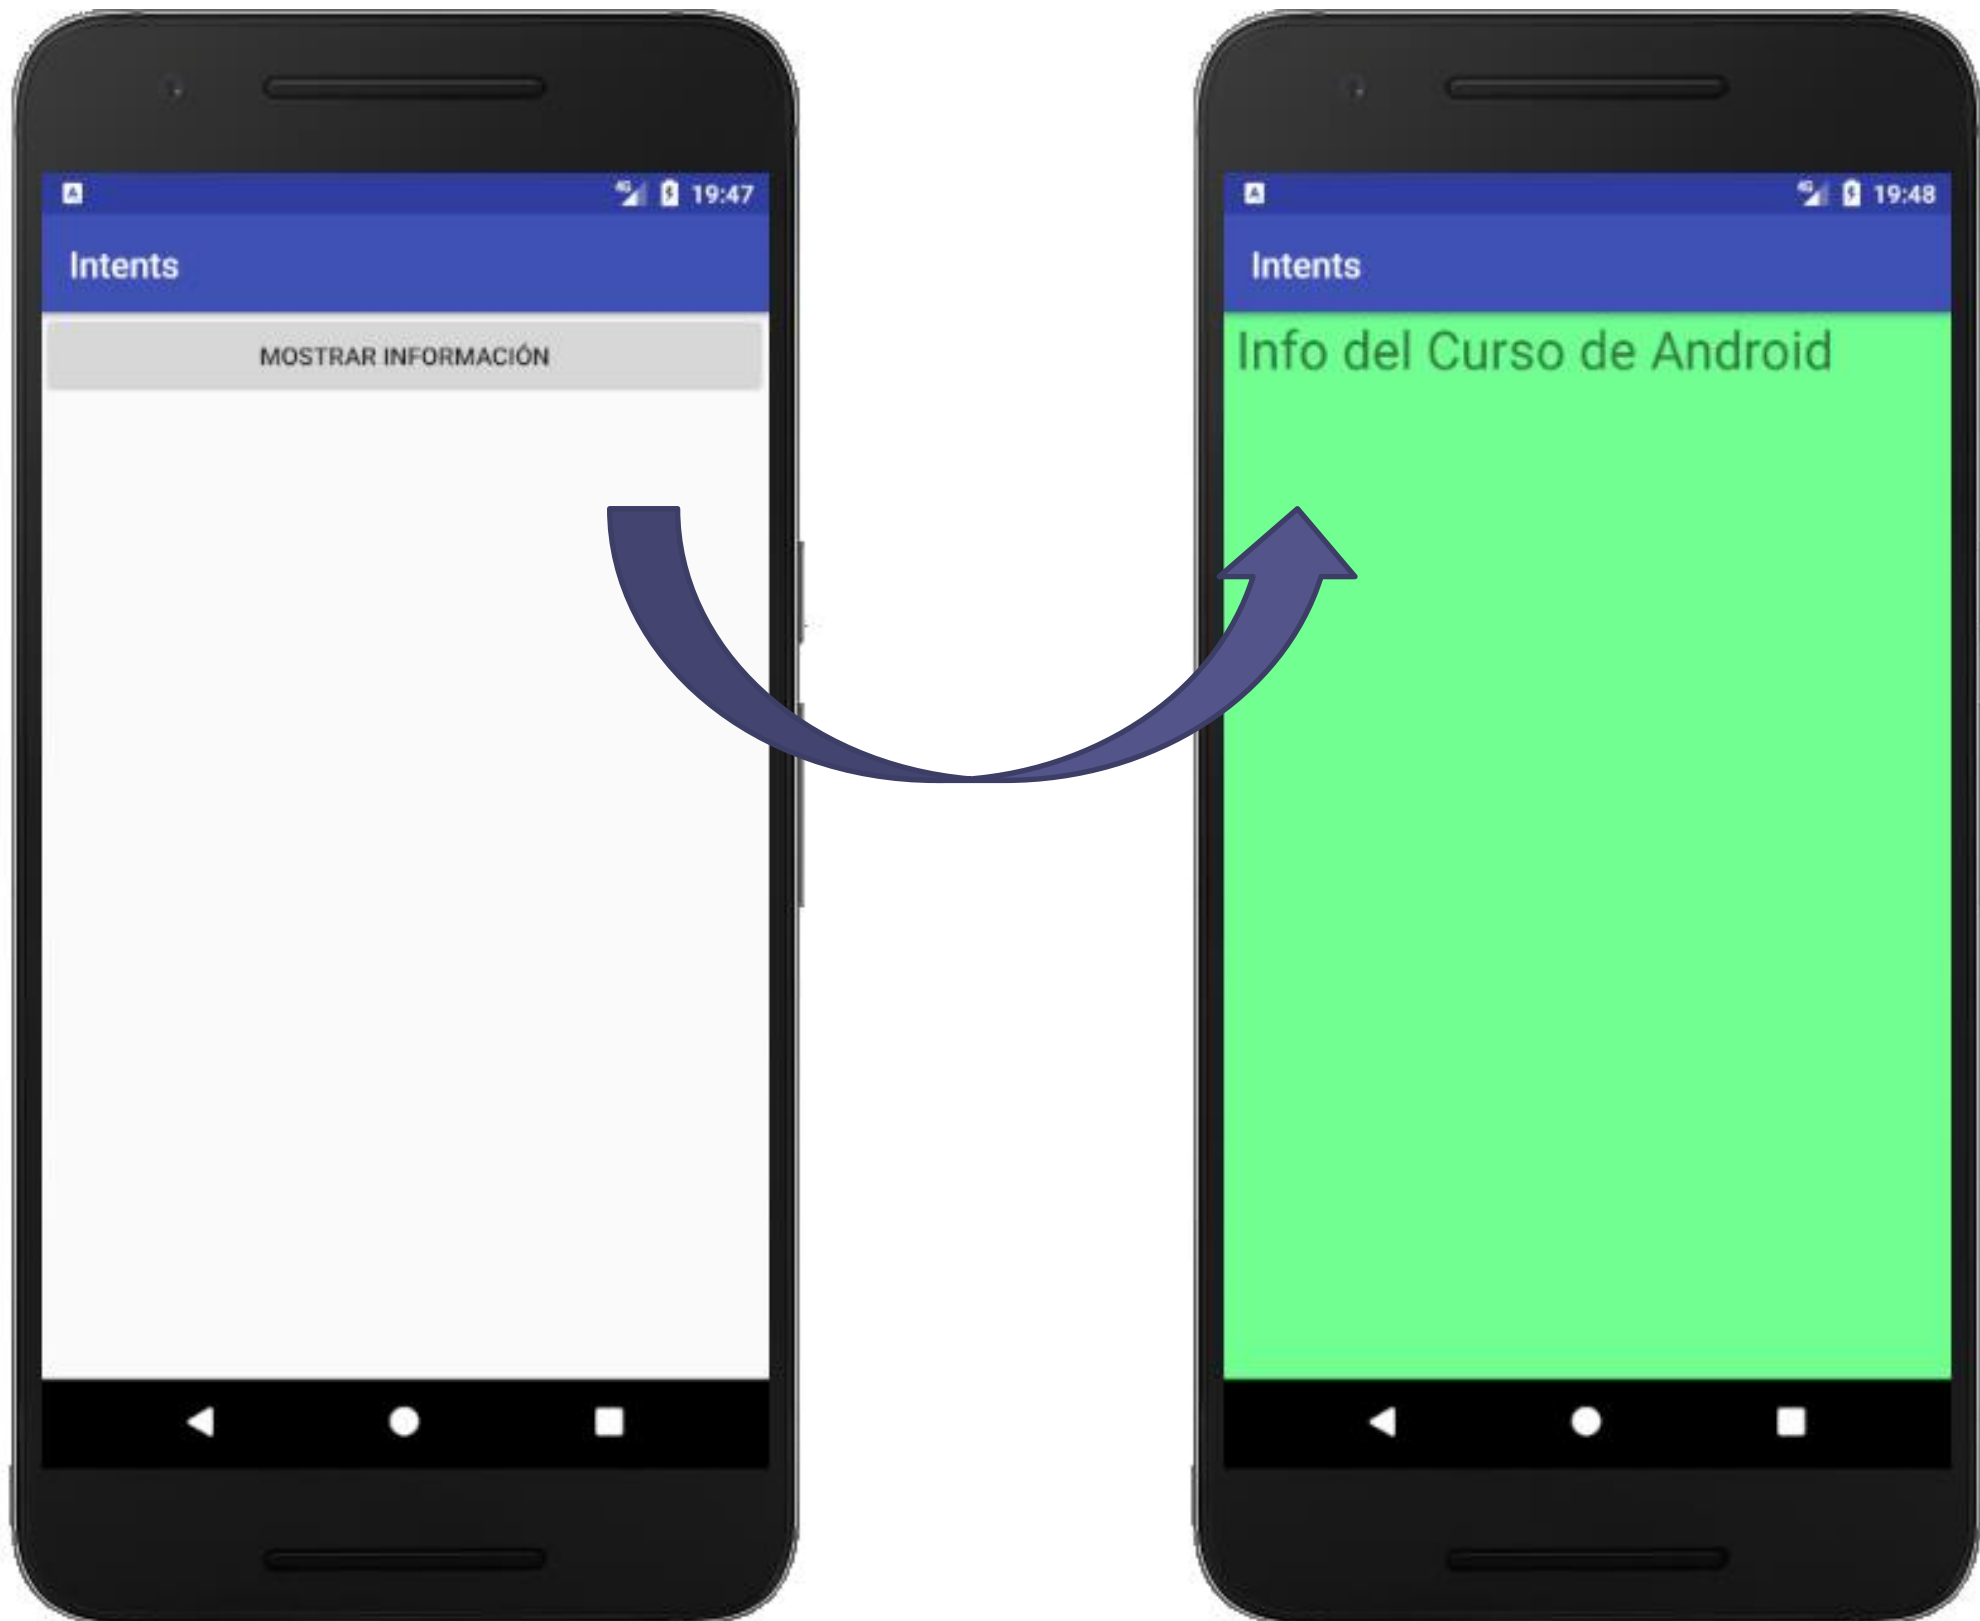 19:47
Intents
MOSTRAR INFORMACIÓN
19:48
Intents
Info del Curso de Android